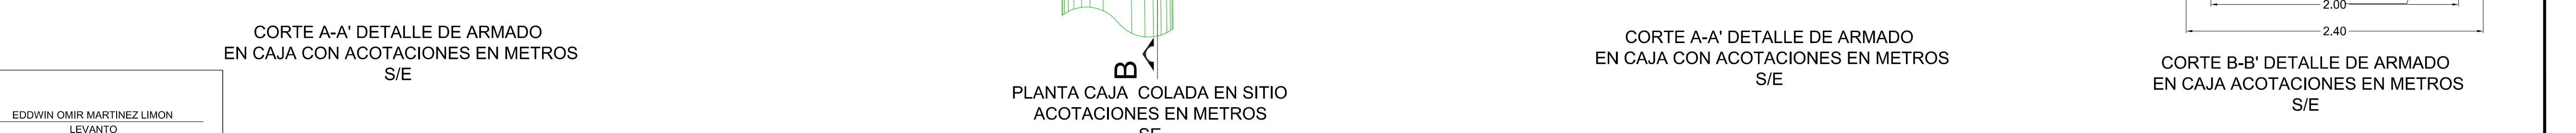 CORTE A-A' DETALLE DE ARMADO
EN CAJA CON ACOTACIONES EN METROS
S/E
EDDWIN OMIR MARTINEZ LIMON
LEVANTO
B
PLANTA CAJA COLADA EN SITIO
ACOTACIONES EN METROS
SE
CORTE A-A' DETALLE DE ARMADO
EN CAJA CON ACOTACIONES EN METROS
S/E
2.00
2.40
CORTE B-B' DETALLE DE ARMADO
EN CAJA ACOTACIONES EN METROS
S/E